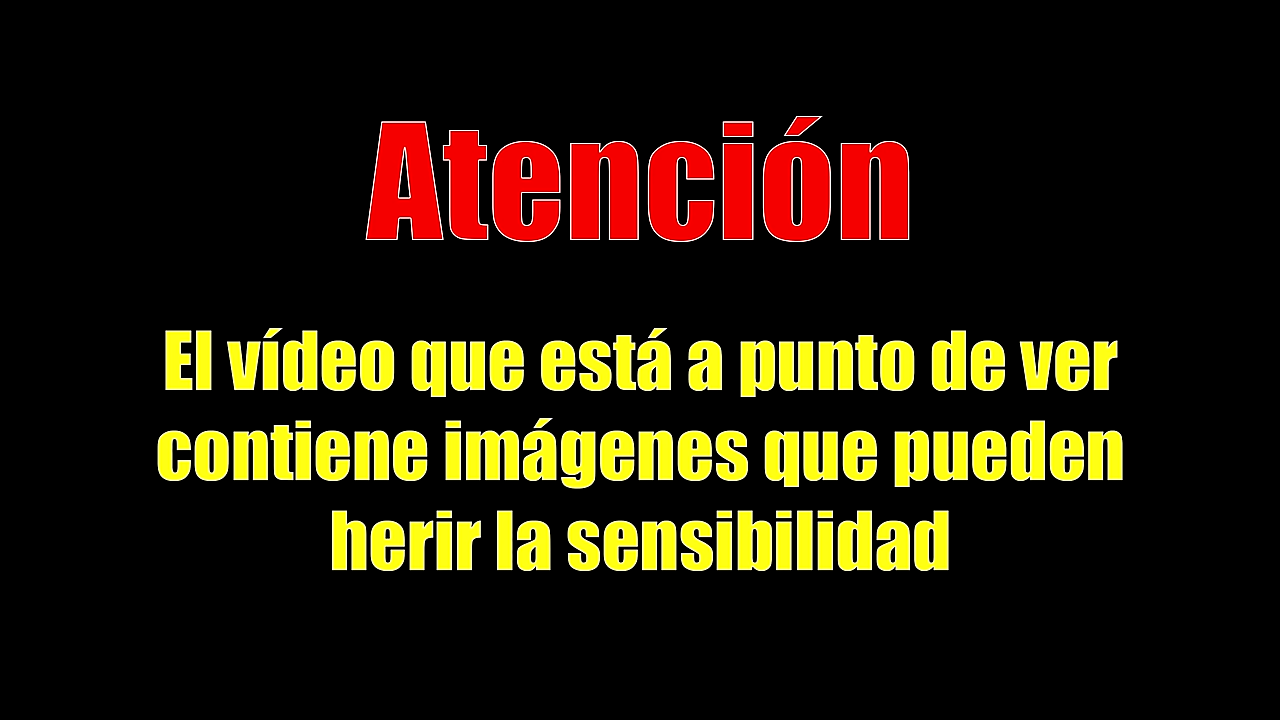 Atención
El vídeo que está a punto de ver
contiene imágenes que pueden
herir la sensibilidad